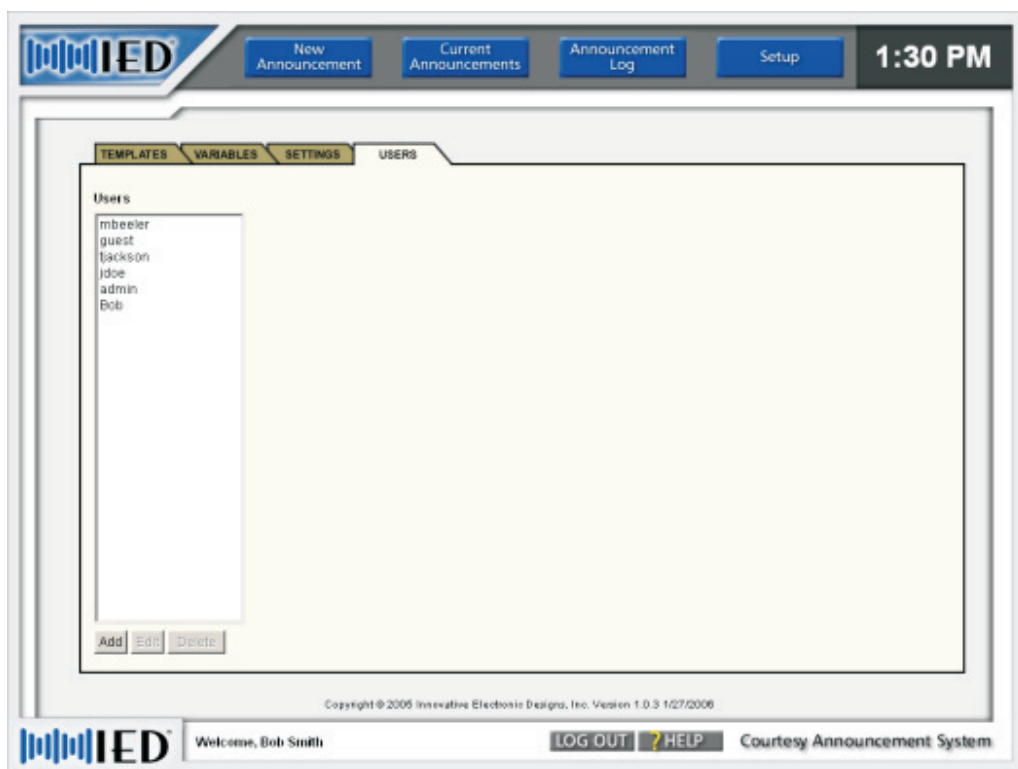 IED
New Announcement
Current Announcements
Announcement Log
Setup
1:30 PM
TEMPLATES VARIABLES SETTINGS USERS
Users
mbeeler
guest
tjackson
jdoe
admin
Bob
Add Edit Delete
Copyright © 2005 Innovative Electronic Designs, Inc. Version 1.0.3 1/27/2006
IED
Welcome, Bob Smith
LOG OUT ?HELP
Courtesy Announcement System